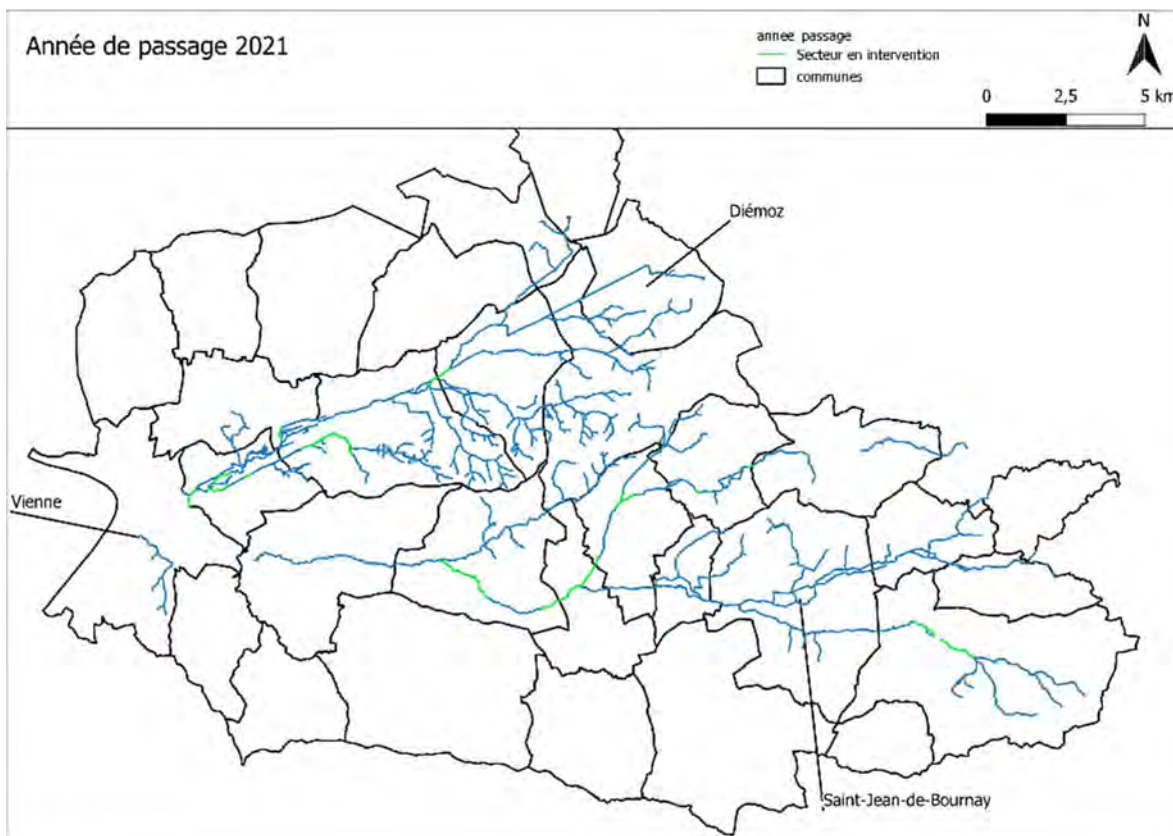 Année de passage 2021
annee passage
Secteur en intervention
communes
N
0 2,5 5 km
Diémoz
Vienne
Saint-Jean-de-Bournay